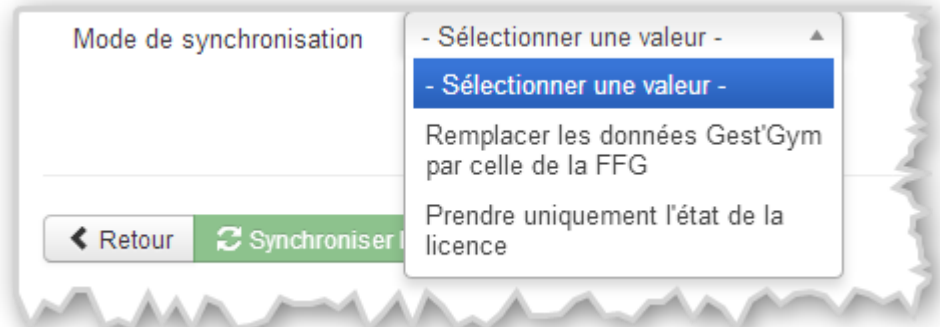 Mode de synchronisation
- Sélectionner une valeur -
- Sélectionner une valeur -
Remplacer les données Gest'Gym
par celle de la FFG
Prendre uniquement l'état de la
licence
Retour
Synchroniser